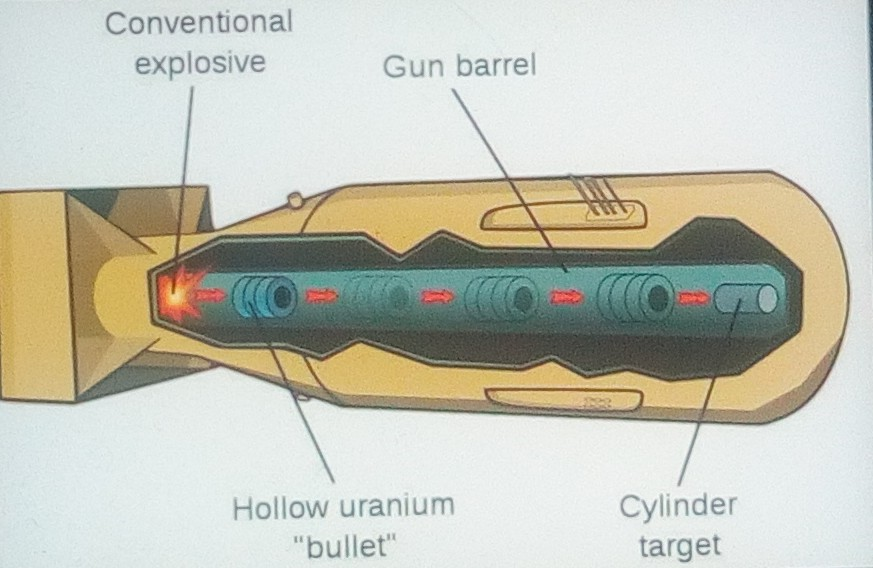 Conventional
explosive
Gun barrel
Hollow uranium
"bullet"
Cylinder
target